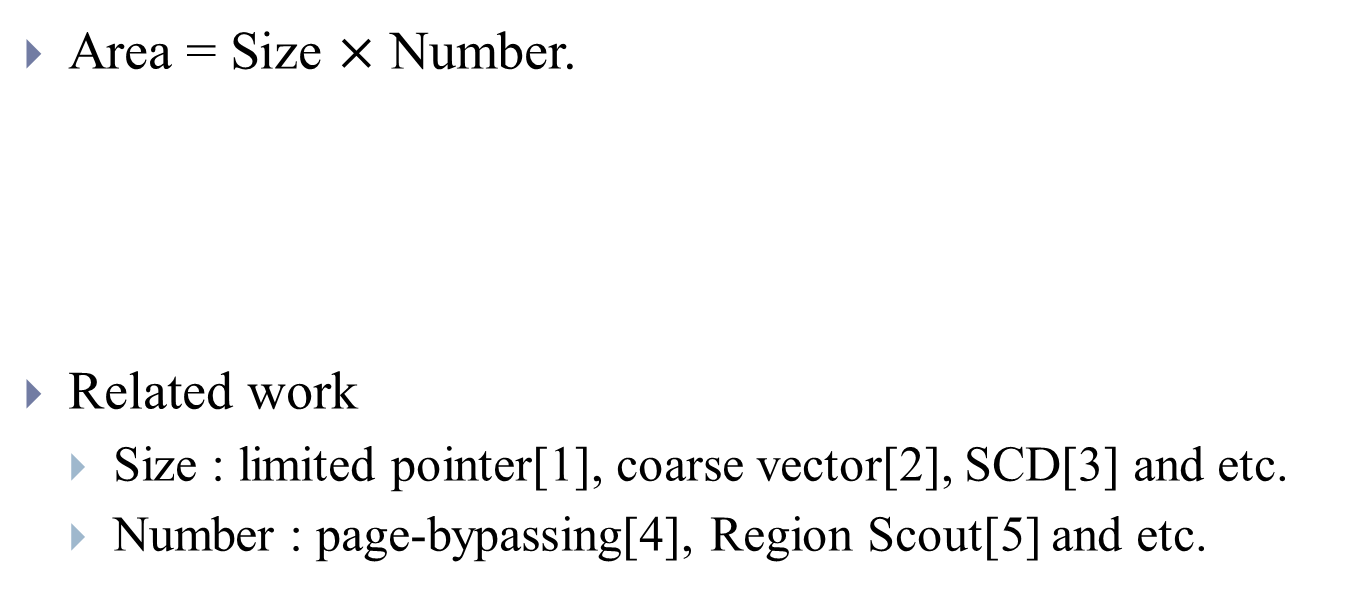 Area = Size × Number.
Related work
Size : limited pointer[1], coarse vector[2], SCD[3] and etc.
Number : page-bypassing[4], Region Scout[5] and etc.